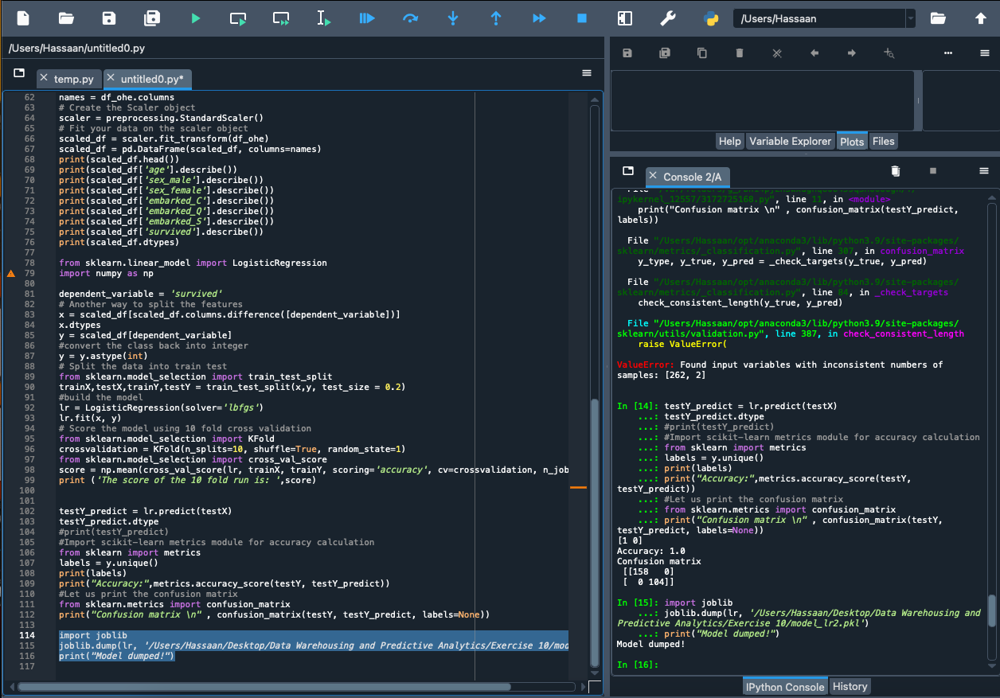 /Users/Hassaan
/Users/Hassaan/untitled0.py
temp.py
untitled0.py*
62 names = df_ohe.columns
63 # Create the Scaler object
64 scaler = preprocessing.StandardScaler()
65 # Fit your data on the scaler object
66 scaled_df = scaler.fit_transform(df_ohe)
67 scaled_df = pd.DataFrame(scaled_df, columns=names)
68 print(scaled_df.head())
69 print(scaled_df['age'].describe())
70 print(scaled_df['sex_male'].describe())
71 print(scaled_df['sex_female'].describe())
72 print(scaled_df['embarked_C'].describe())
73 print(scaled_df['embarked_Q'].describe())
74 print(scaled_df['embarked_S'].describe())
75 print(scaled_df['survived'].describe())
76 print(scaled_df.dtypes)
77
78 from sklearn.linear_model import LogisticRegression
79 import numpy as np
80
81 dependent_variable = 'survived'
82 # Another way to split the features
83 x = scaled_df[scaled_df.columns.difference([dependent_variable])]
84 x.dtypes
85 y = scaled_df[dependent_variable]
86 #convert the class back into integer
87 y = y.astype(int)
88 # Split the data into train test
89 from sklearn.model_selection import train_test_split
90 trainX,testX,trainY,testY = train_test_split(x,y, test_size = 0.2)
91 #build the model
92 lr = LogisticRegression(solver='lbfgs')
93 lr.fit(x, y)
94 # Score the model using 10 fold cross validation
95 from sklearn.model_selection import KFold
96 crossvalidation = KFold(n_splits=10, shuffle=True, random_state=1)
97 from sklearn.model_selection import cross_val_score
98 score = np.mean(cross_val_score(lr, trainX, trainY, scoring='accuracy', cv=crossvalidation, n_job
99 print ('The score of the 10 fold run is: ',score)
100
101
102 testY_predict = lr.predict(testX)
103 testY_predict.dtype
104 #print(testY_predict)
105 #Import scikit-learn metrics module for accuracy calculation
106 from sklearn import metrics
107 labels = y.unique()
108 print(labels)
109 print("Accuracy:",metrics.accuracy_score(testY, testY_predict))
110 #Let us print the confusion matrix
111 from sklearn.metrics import confusion_matrix
112 print("Confusion matrix \n" , confusion_matrix(testY, testY_predict, labels=None))
113
114 import joblib
115 joblib.dump(lr, '/Users/Hassaan/Desktop/Data Warehousing and Predictive Analytics/Exercise 10/mod
116 print("Model dumped!")
117
Help
Variable Explorer
Plots
Files
Console 2/A
ipykernel_12557/3172725168.py", line 11, in <module>
print("Confusion matrix \n" , confusion_matrix(testY_predict,
labels))
File "/Users/Hassaan/opt/anaconda3/lib/python3.9/site-packages/
sklearn/metrics/_classification.py", line 307, in confusion_matrix
y_type, y_true, y_pred = _check_targets(y_true, y_pred)
File "/Users/Hassaan/opt/anaconda3/lib/python3.9/site-packages/
sklearn/metrics/_classification.py", line 84, in _check_targets
check_consistent_length(y_true, y_pred)
File "/Users/Hassaan/opt/anaconda3/lib/python3.9/site-packages/
sklearn/utils/validation.py", line 387, in check_consistent_length
raise ValueError(
ValueError: Found input variables with inconsistent numbers of
samples: [262, 2]
In [14]: testY_predict = lr.predict(testX)
...: testY_predict.dtype
...: #print(testY_predict)
...: #Import scikit-learn metrics module for accuracy calculation
...: from sklearn import metrics
...: labels = y.unique()
...: print(labels)
...: print("Accuracy:",metrics.accuracy_score(testY,
testY_predict))
...: #Let us print the confusion matrix
...: from sklearn.metrics import confusion_matrix
...: print("Confusion matrix \n" , confusion_matrix(testY,
testY_predict, labels=None))
[1 0]
Accuracy: 1.0
Confusion matrix
[[158 0]
[ 0 104]]
In [15]: import joblib
...: joblib.dump(lr, '/Users/Hassaan/Desktop/Data Warehousing and
Predictive Analytics/Exercise 10/model_lr2.pkl')
...: print("Model dumped!")
Model dumped!
In [16]:
IPython Console
History